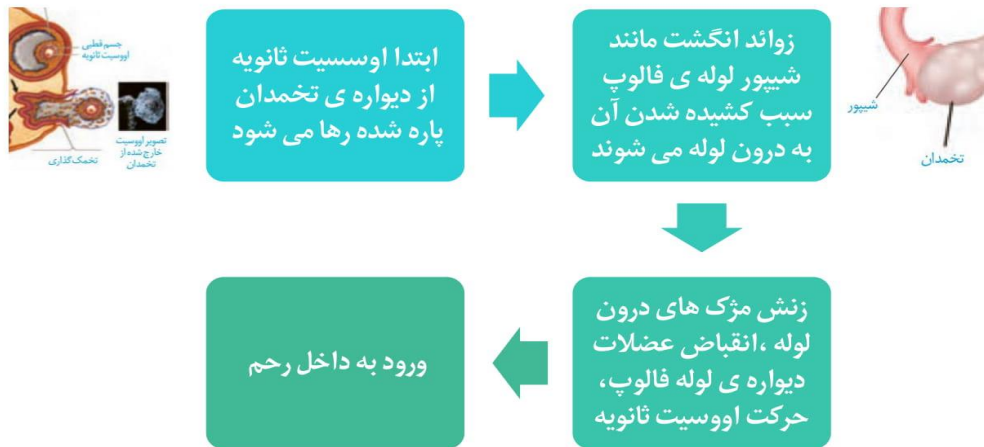 جسم قطبی
اووسیت ثانویه
تصویر اووسیت
خارج شده از
تخمدان
تخمک‌گذاری
ابتدا اوسسیت ثانویه
از دیواره ی تخمدان
پاره شده رها می شود
زوائد انگشت مانند
شیپور لوله ی فالوپ
سبب کشیده شدن آن
به درون لوله می شوند
شیپور
تخمدان
زنش مژک های درون
لوله ،انقباض عضلات
دیواره ی لوله فالوپ،
حرکت اووسیت ثانویه
ورود به داخل رحم